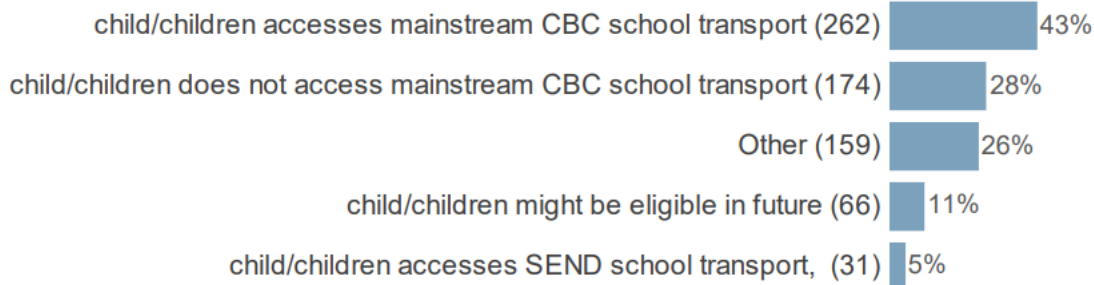 child/children accesses mainstream CBC school transport (262) 43%
child/children does not access mainstream CBC school transport (174) 28%
Other (159) 26%
child/children might be eligible in future (66) 11%
child/children accesses SEND school transport, (31) 5%